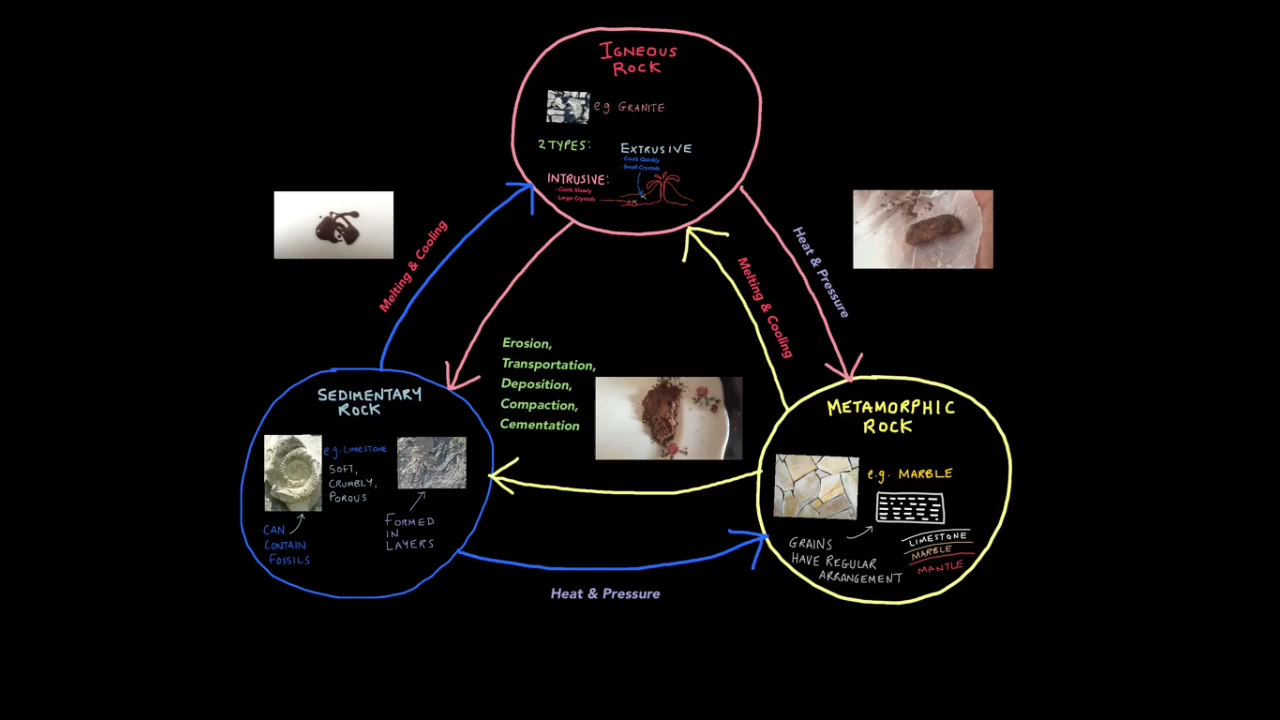 IGNEOUS
ROCK
e.g. GRANITE
2 TYPES:
EXTRUSIVE
- Cools Quickly
- Small Crystals
INTRUSIVE:
- Cools Slowly
- Large Crystals
Melting & Cooling
Heat & Pressure
Melting & Cooling
Erosion,
Transportation,
Deposition,
Compaction,
Cementation
SEDIMENTARY
ROCK
e.g. LIMESTONE
SOFT,
CRUMBLY,
POROUS
CAN
CONTAIN
FOSSILS
FORMED
IN
LAYERS
METAMORPHIC
ROCK
e.g. MARBLE
GRAINS
HAVE REGULAR
ARRANGEMENT
LIMESTONE
MARBLE
MANTLE
Heat & Pressure